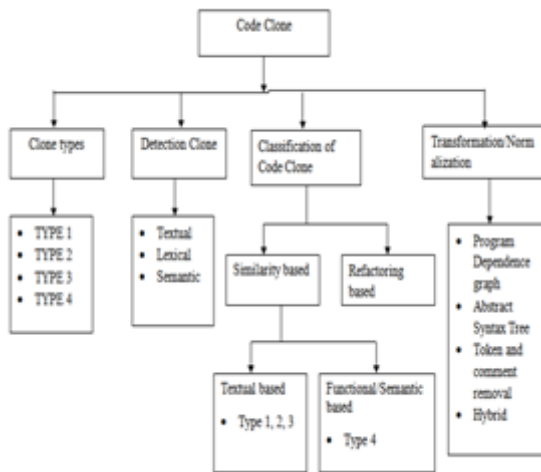 Code Clone
Clone types
Detection Clone
Classification of
Code Clone
Transformation/Norm
alization
• TYPE 1
• TYPE 2
• TYPE 3
• TYPE 4
• Textual
• Lexical
• Semantic
Similarity based
Refactoring
based
• Program
Dependence
graph
• Abstract
Syntax Tree
• Token and
comment
removal
• Hybrid
Textual based
• Type 1, 2, 3
Functional/Semantic
based
• Type 4